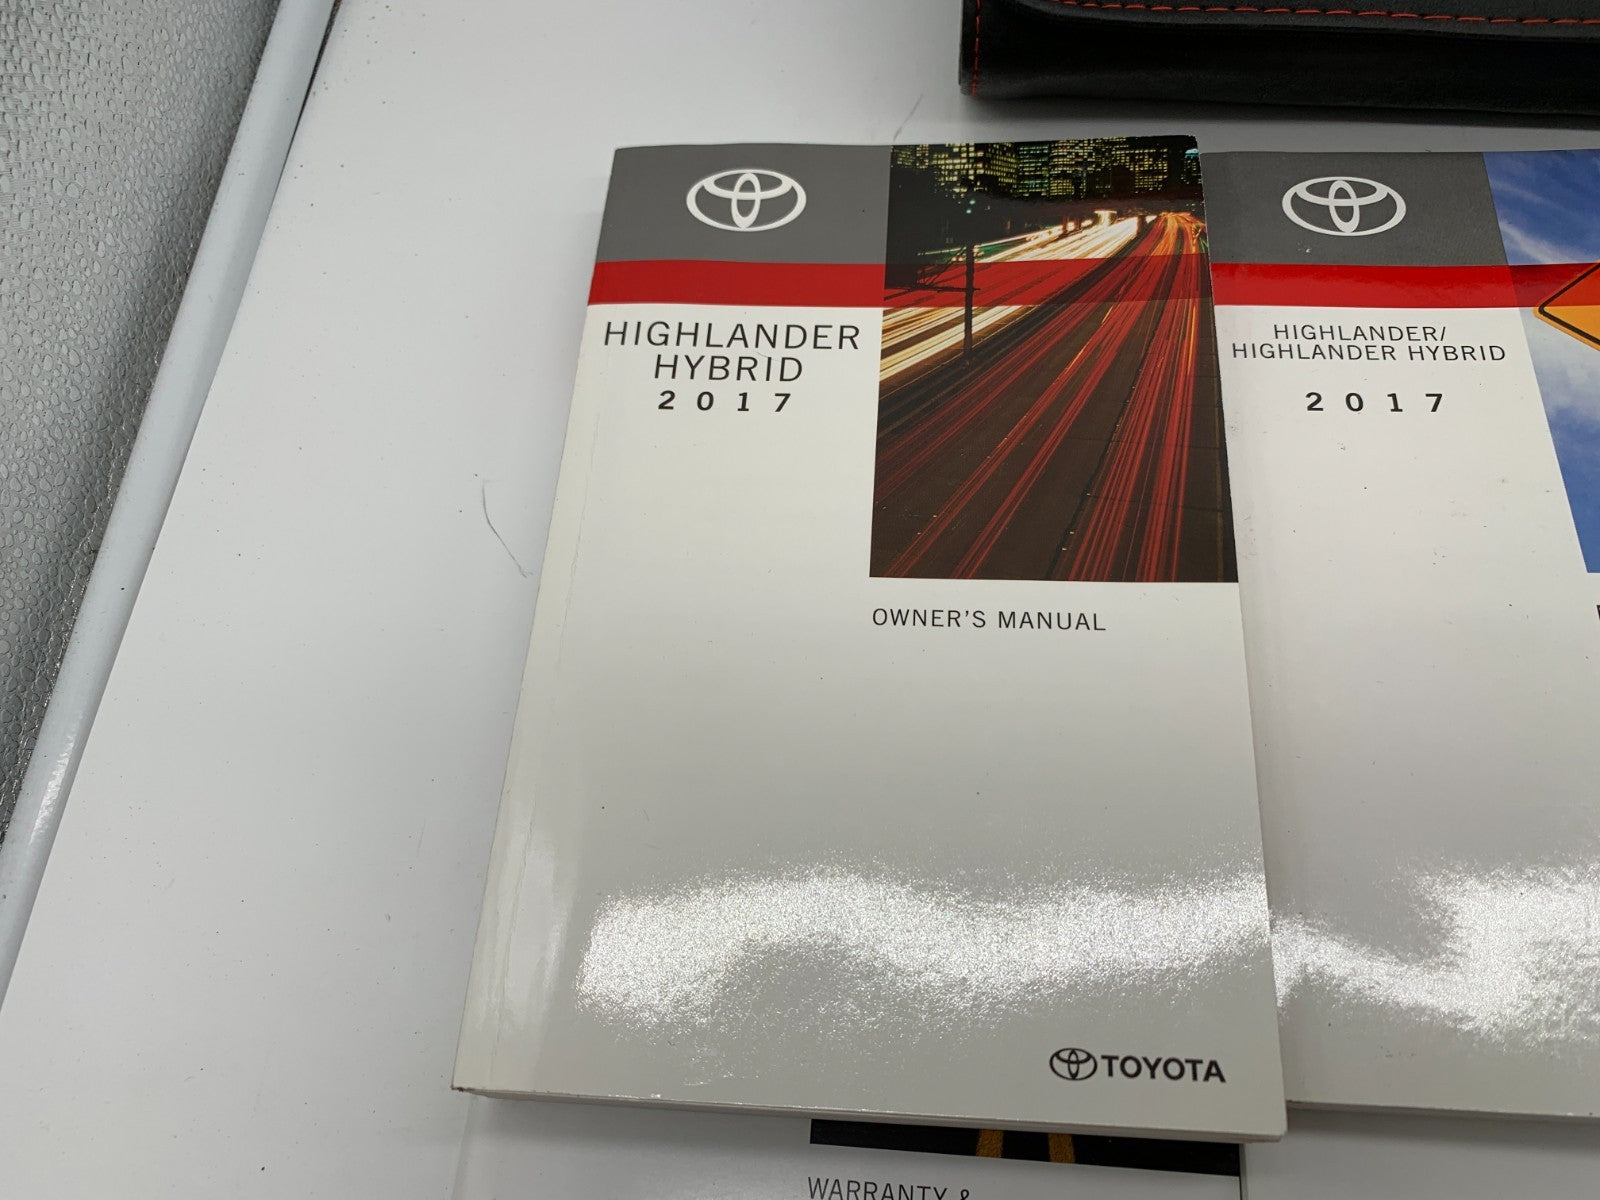 HIGHLANDER
HYBRID
2017
OWNER'S MANUAL
TOYOTA
HIGHLANDER/
HIGHLANDER HYBRID
2017
WARRANTY &